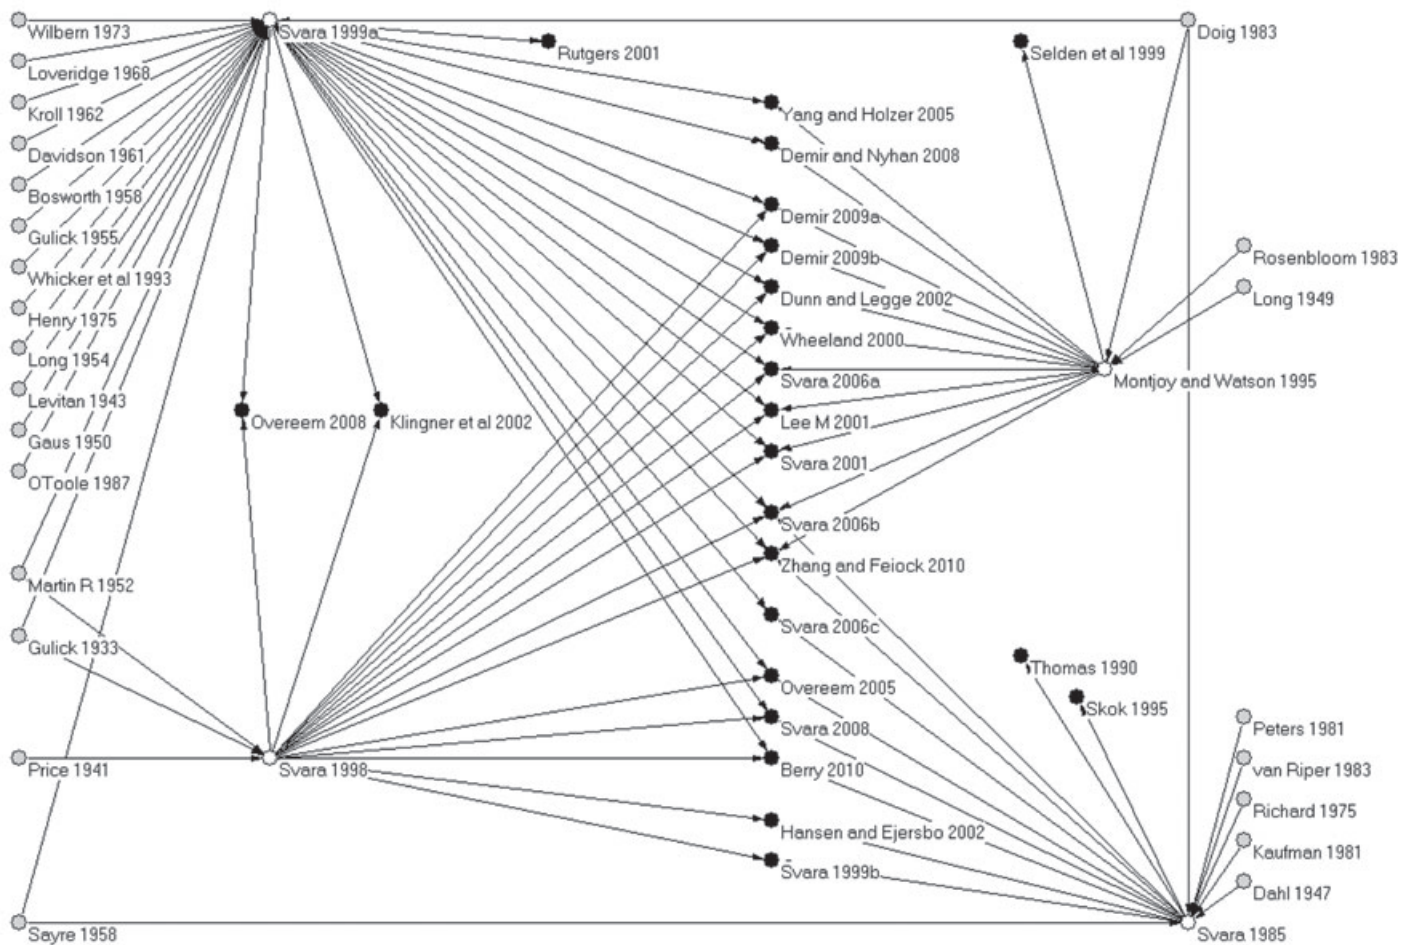 Wilbern 1973
Svara 1999a
Doig 1983
Rutgers 2001
Selden et al 1999
Loveridge 1968
Kroll 1962
Yang and Holzer 2005
Davidson 1961
Demir and Nyhan 2008
Bosworth 1958
Demir 2009a
Gulick 1955
Demir 2009b
Rosenbloom 1983
Whicker et al 1993
Dunn and Legge 2002
Long 1949
Henry 1975
Wheeland 2000
Long 1954
Svara 2006a
Montjoy and Watson 1995
Levitan 1943
Overeem 2008
Klingner et al 2002
Lee M 2001
Gaus 1950
Svara 2001
OToole 1987
Svara 2006b
Zhang and Feiock 2010
Martin R 1952
Svara 2006c
Gulick 1933
Thomas 1990
Overeem 2005
Skok 1995
Svara 2008
Peters 1981
Price 1941
Svara 1998
Berry 2010
van Riper 1983
Richard 1975
Hansen and Ejersbo 2002
Kaufman 1981
Svara 1999b
Dahl 1947
Sayre 1958
Svara 1985